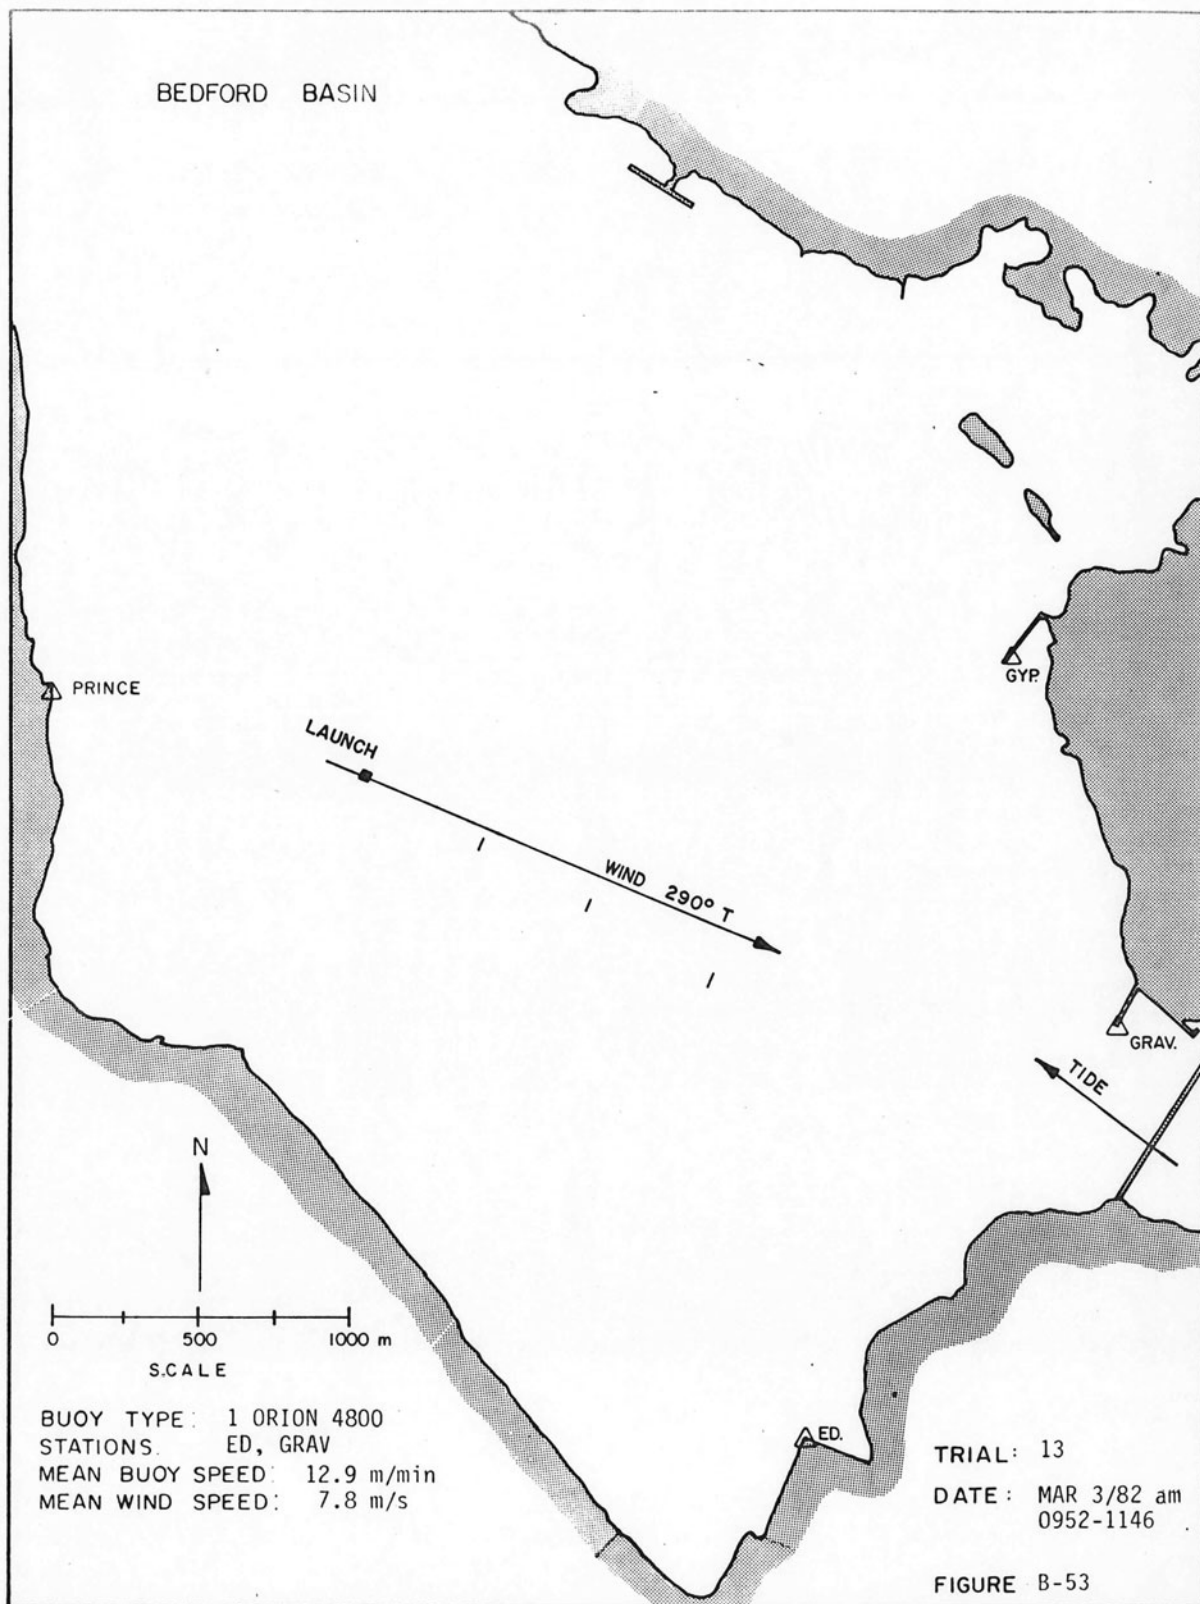 BEDFORD BASIN
PRINCE
GYP.
LAUNCH
WIND 290° T
GRAV.
TIDE
N
0 500 1000 m
S.CALE
ED.
BUOY TYPE: 1 ORION 4800
STATIONS. ED, GRAV
MEAN BUOY SPEED: 12.9 m/min
MEAN WIND SPEED: 7.8 m/s
TRIAL: 13
DATE: MAR 3/82 am
0952-1146
FIGURE B-53